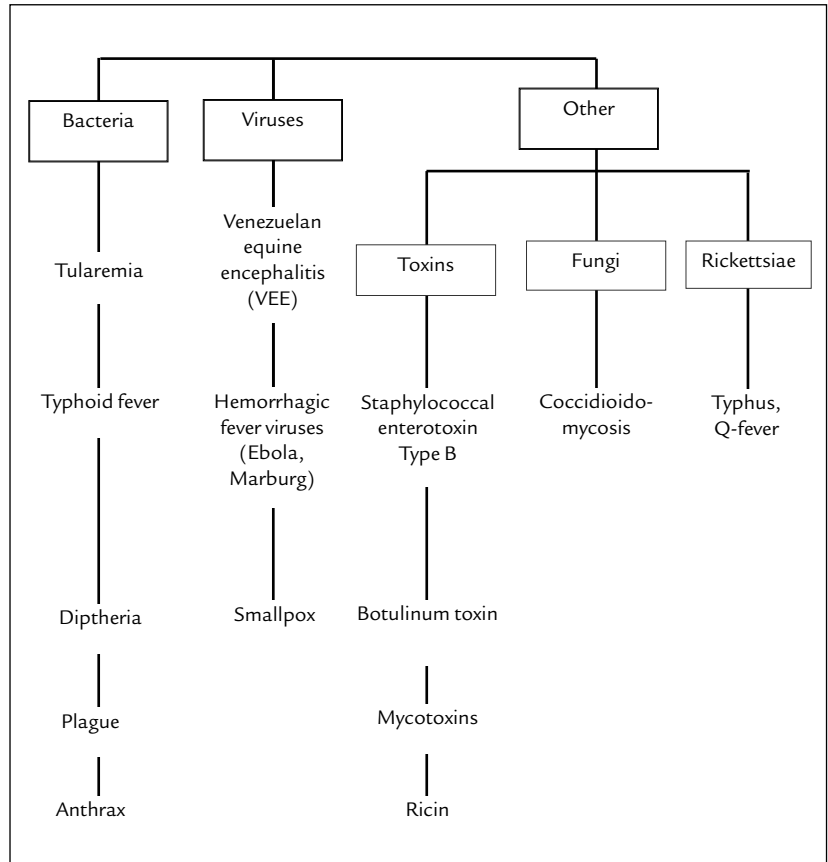 Bacteria
Viruses
Other
Tularemia
Venezuelan
equine
encephalitis
(VEE)
Toxins
Fungi
Rickettsiae
Typhoid fever
Hemorrhagic
fever viruses
(Ebola,
Marburg)
Staphylococcal
enterotoxin
Type B
Coccidioido-
mycosis
Typhus,
Q-fever
Diptheria
Smallpox
Botulinum toxin
Plague
Mycotoxins
Anthrax
Ricin